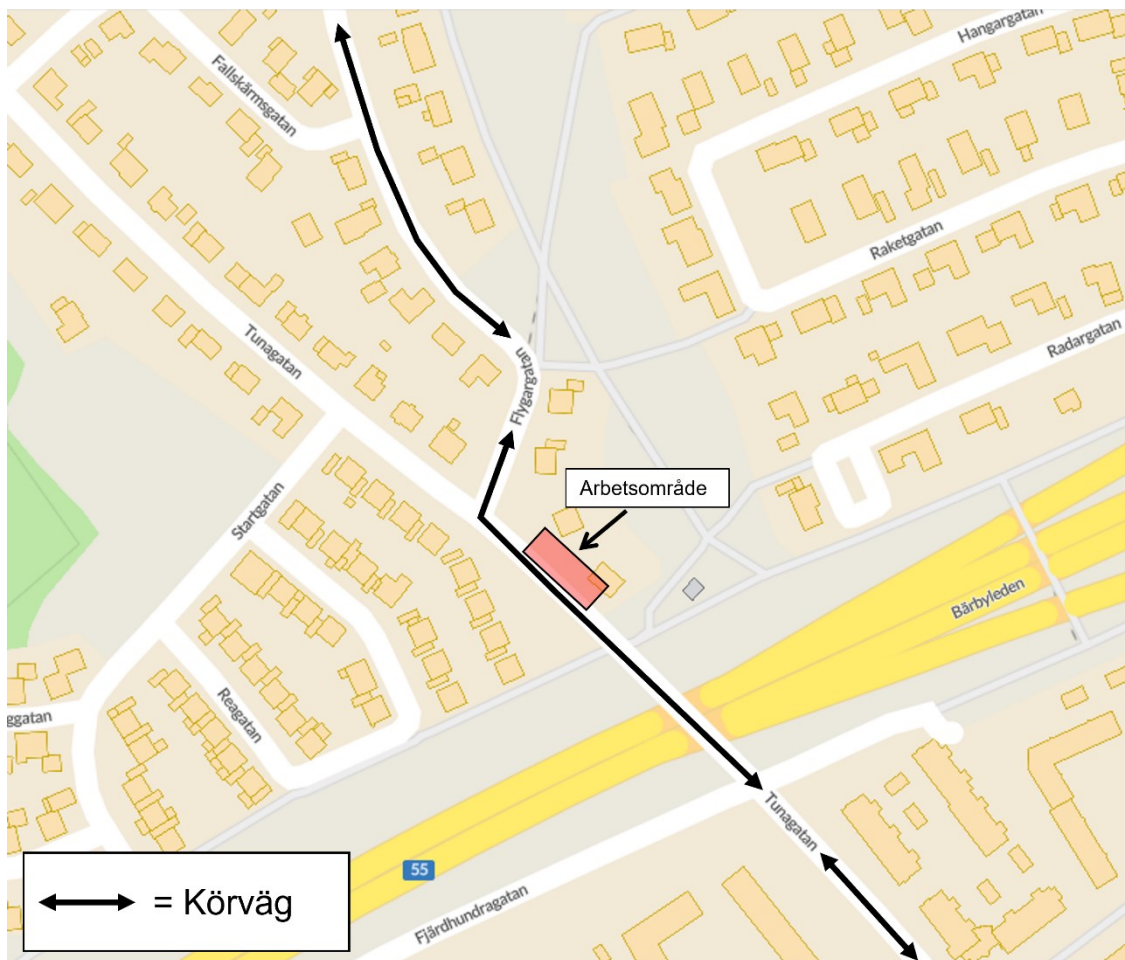 Hangargatan
Fallskärmsgatan
Raketgatan
Tunagatan
Radargatan
Flygargatan
Arbetsområde
Startgatan
Bärbyleden
Reagatan
ggatan
Tunagatan
55
= Körväg
Fjärdhundragatan